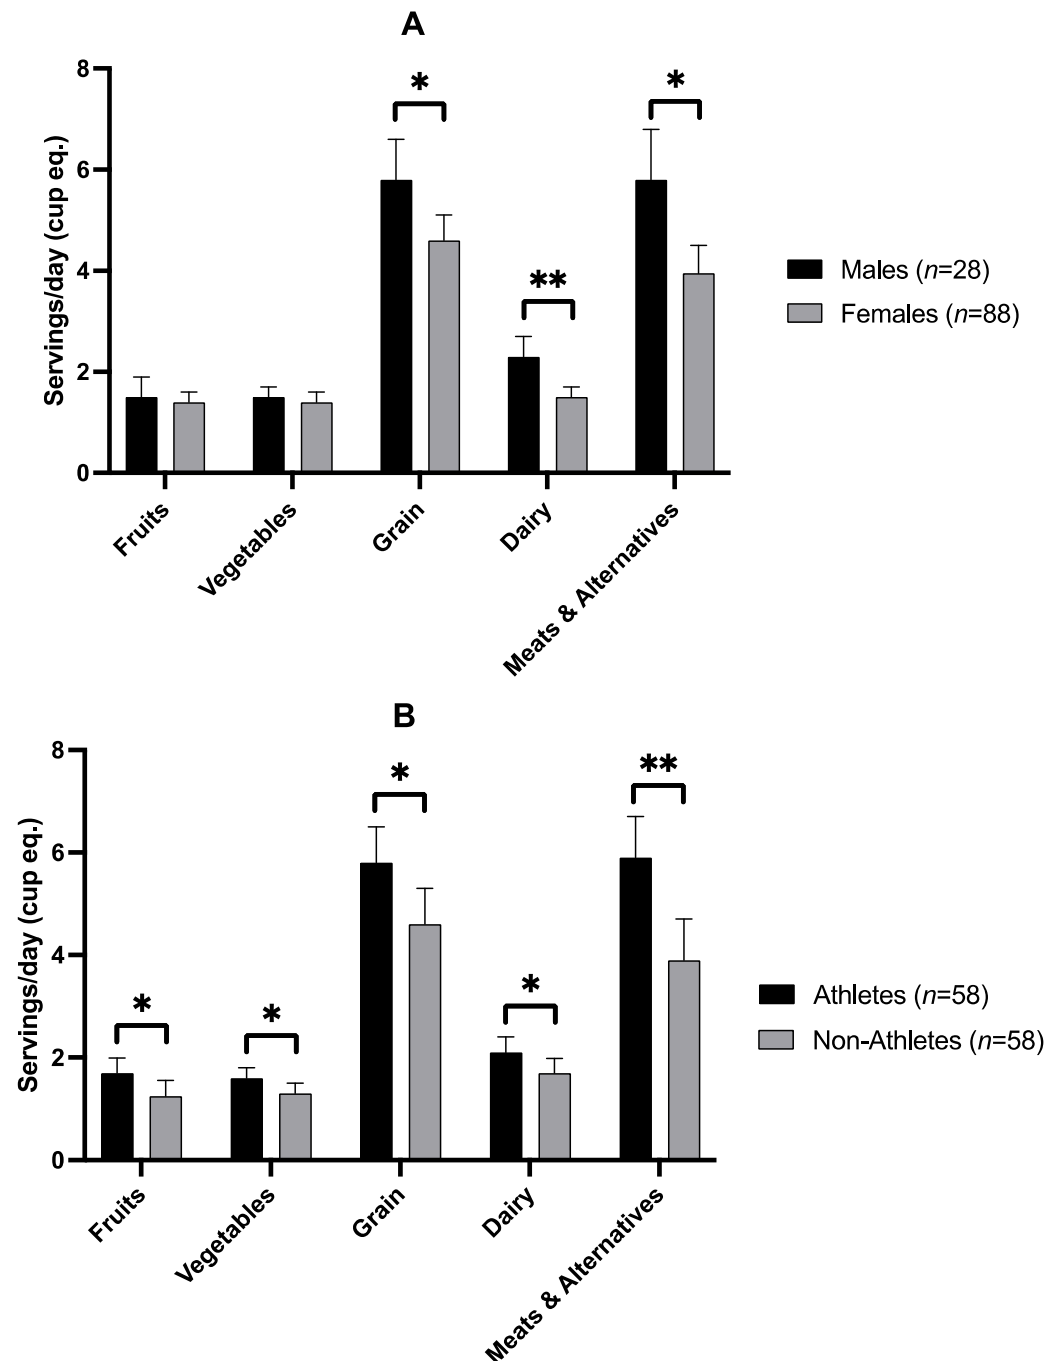 A
8
6
4
2
0
Servings/day (cup eq.)
*
**
*
Fruits
Vegetables
Grain
Dairy
Meats & Alternatives
Males (n=28)
Females (n=88)
B
8
6
4
2
0
Servings/day (cup eq.)
*
*
*
*
**
Fruits
Vegetables
Grain
Dairy
Meats & Alternatives
Athletes (n=58)
Non-Athletes (n=58)